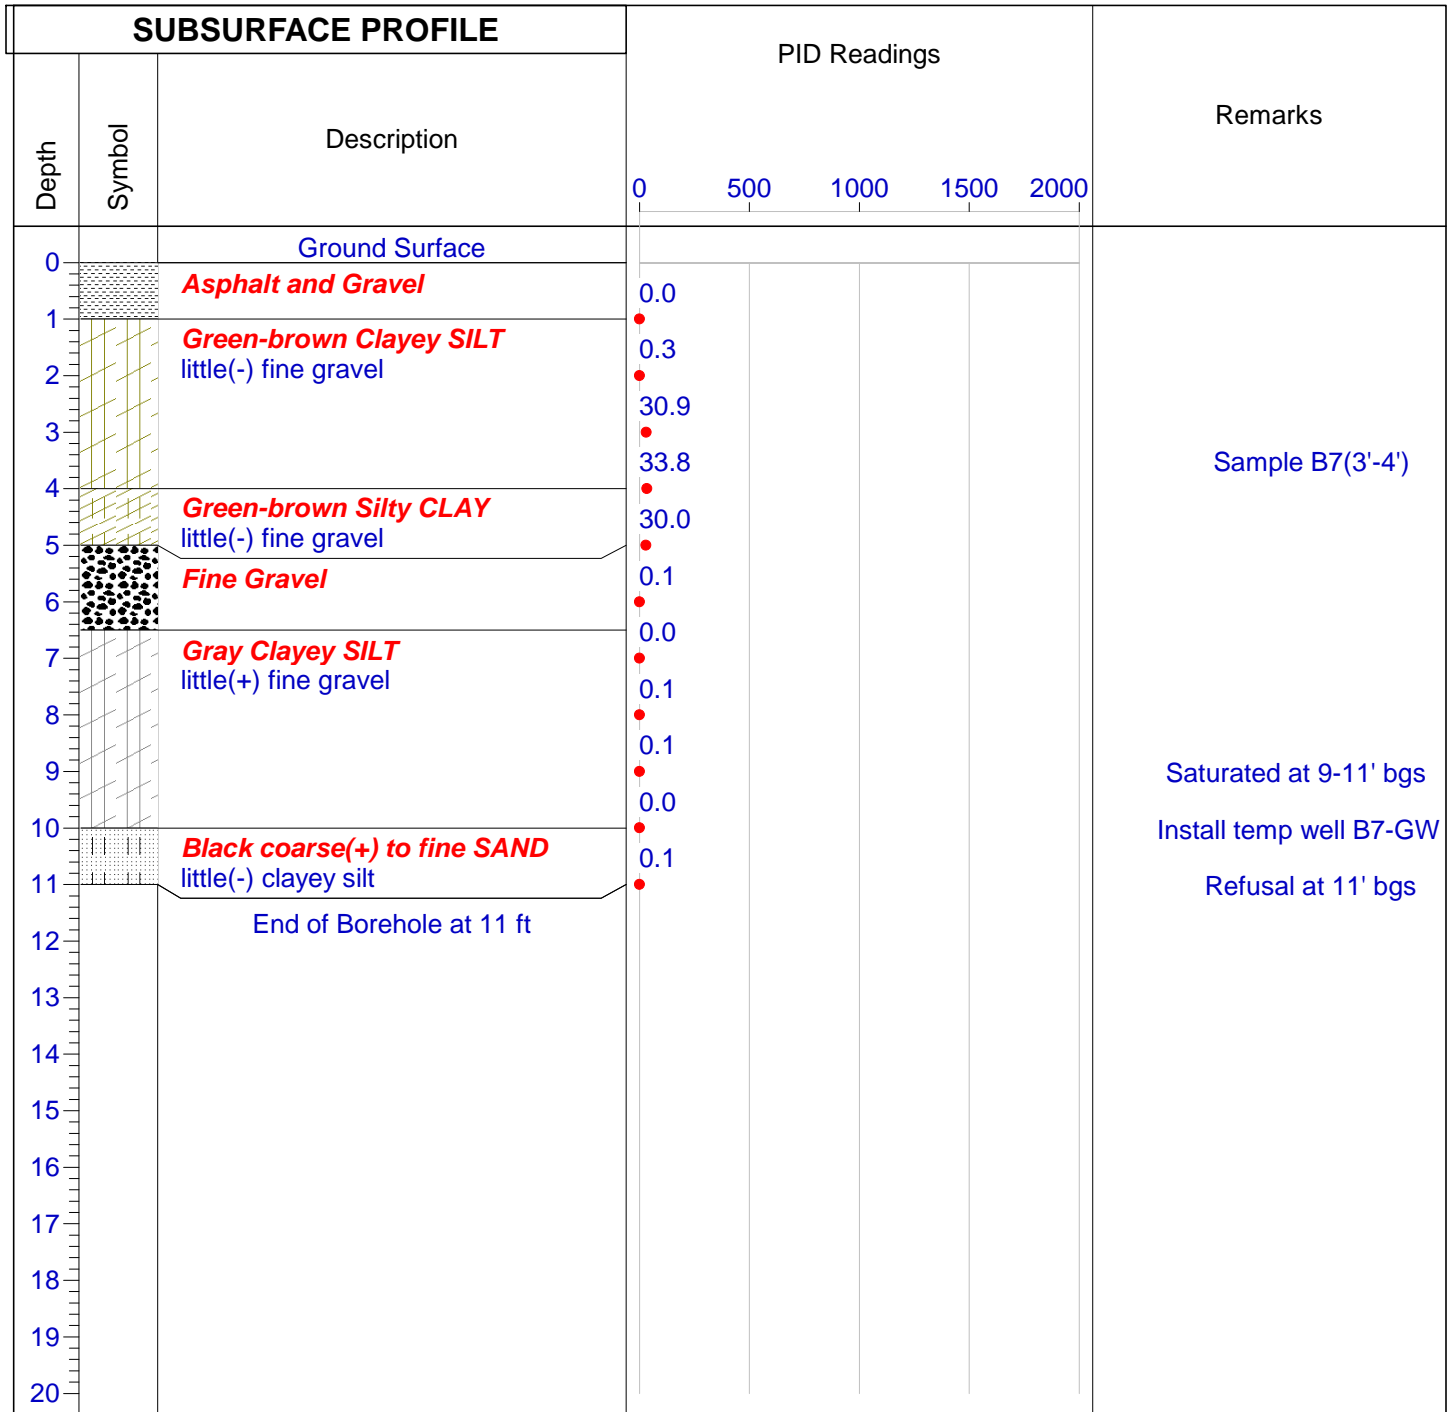 SUBSURFACE PROFILE
PID Readings
Remarks
Depth
Symbol
Description
0 500 1000 1500 2000
Ground Surface
0
Asphalt and Gravel
0.0
1
Green-brown Clayey SILT
0.3
little(-) fine gravel
2
30.9
3
33.8
Sample B7(3'-4')
4
Green-brown Silty CLAY
30.0
little(-) fine gravel
5
Fine Gravel
0.1
6
0.0
Gray Clayey SILT
7
little(+) fine gravel
0.1
8
0.1
9
Saturated at 9-11' bgs
0.0
10
Install temp well B7-GW
Black coarse(+) to fine SAND
0.1
little(-) clayey silt
11
Refusal at 11' bgs
End of Borehole at 11 ft
12
13
14
15
16
17
18
19
20